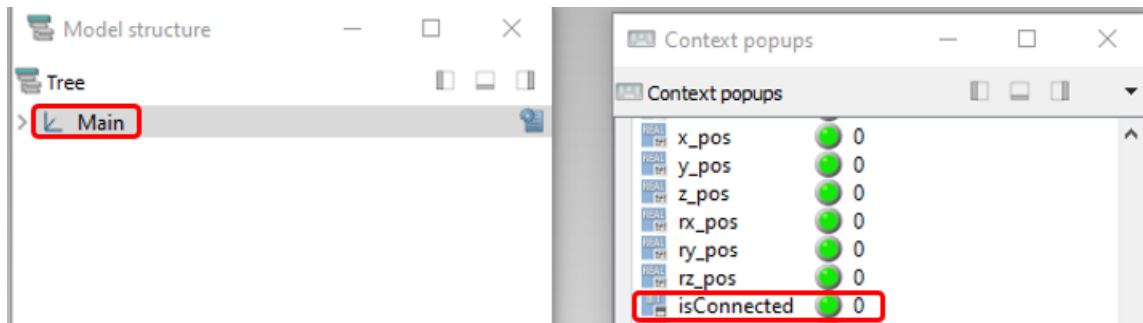 Model structure
Tree
Main
Context popups
Context popups
x_pos 0
y_pos 0
z_pos 0
rx_pos 0
ry_pos 0
rz_pos 0
isConnected 0